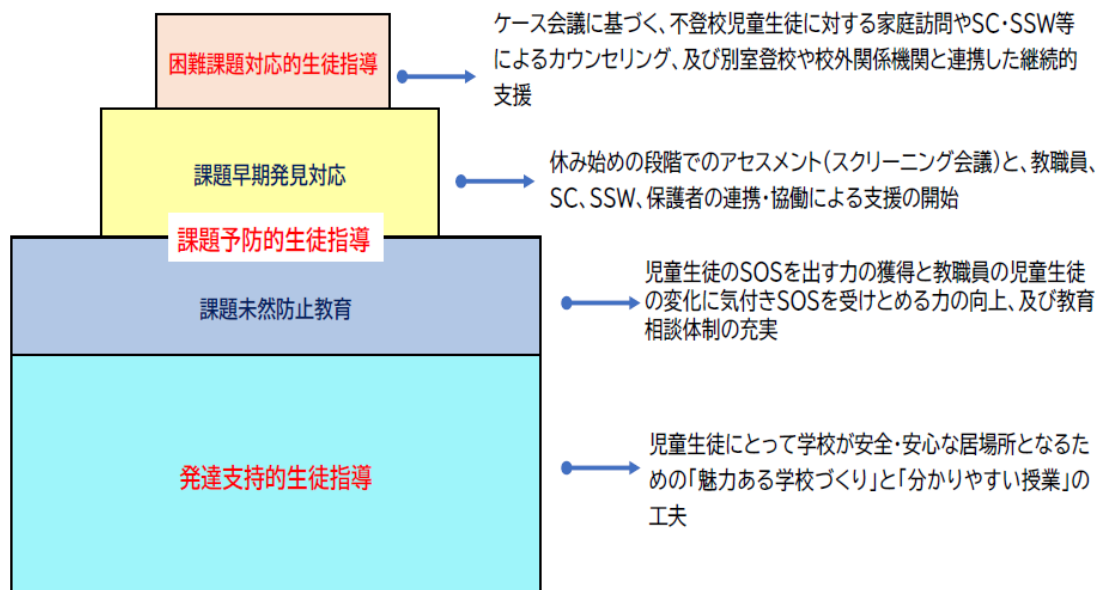 困難課題対応的生徒指導
ケース会議に基づく、不登校児童生徒に対する家庭訪問やSC・SSW等
によるカウンセリング、及び別室登校や校外関係機関と連携した継続的
支援
課題早期発見対応
休み始めの段階でのアセスメント(スクリーニング会議)と、教職員、
SC、SSW、保護者の連携・協働による支援の開始
課題予防的生徒指導
課題未然防止教育
児童生徒のSOSを出す力の獲得と教職員の児童生徒
の変化に気付きSOSを受けとめる力の向上、及び教育
相談体制の充実
発達支持的生徒指導
児童生徒にとって学校が安全・安心な居場所となるた
めの「魅力ある学校づくり」と「分かりやすい授業」の
工夫